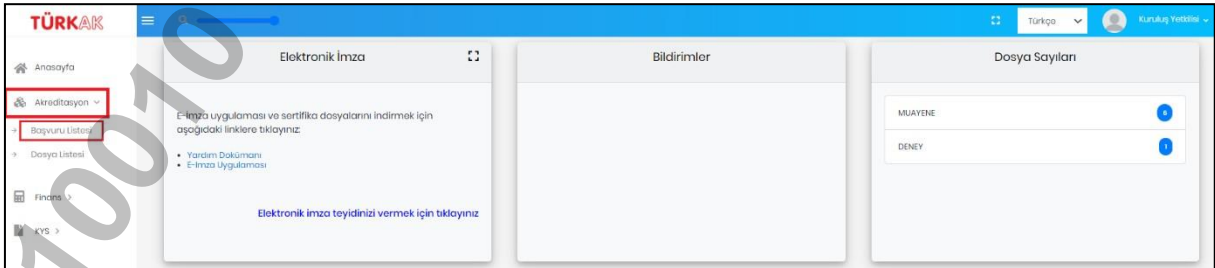 TÜRKAK
Türkçe
Kuruluş Yetkilisi
Anasayfa
Akreditasyon
Başvuru Listesi
Dosya Listesi
Finans
KYS
Elektronik İmza
E-İmza uygulaması ve sertifika dosyalarını indirmek için
aşağıdaki linklere tıklayınız:
Yardım Dokümanı
E-İmza Uygulaması
Elektronik imza teyidinizi vermek için tıklayınız
Bildirimler
Dosya Sayıları
MUAYENE
DENEY
1
10010